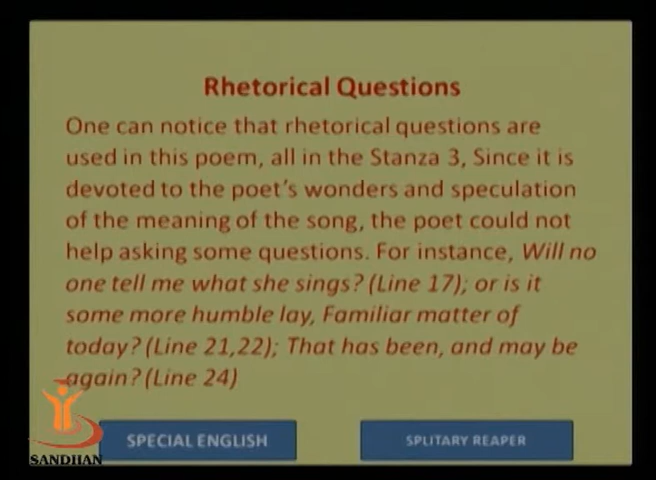 Rhetorical Questions
One can notice that rhetorical questions are
used in this poem, all in the Stanza 3, Since it is
devoted to the poet's wonders and speculation
of the meaning of the song, the poet could not
help asking some questions. For instance, Will no
one tell me what she sings? (Line 17); or is it
some more humble lay, Familiar matter of
today? (Line 21,22); That has been, and may be
again? (Line 24)
SPECIAL ENGLISH
SPLITARY REAPER
SANDHAN